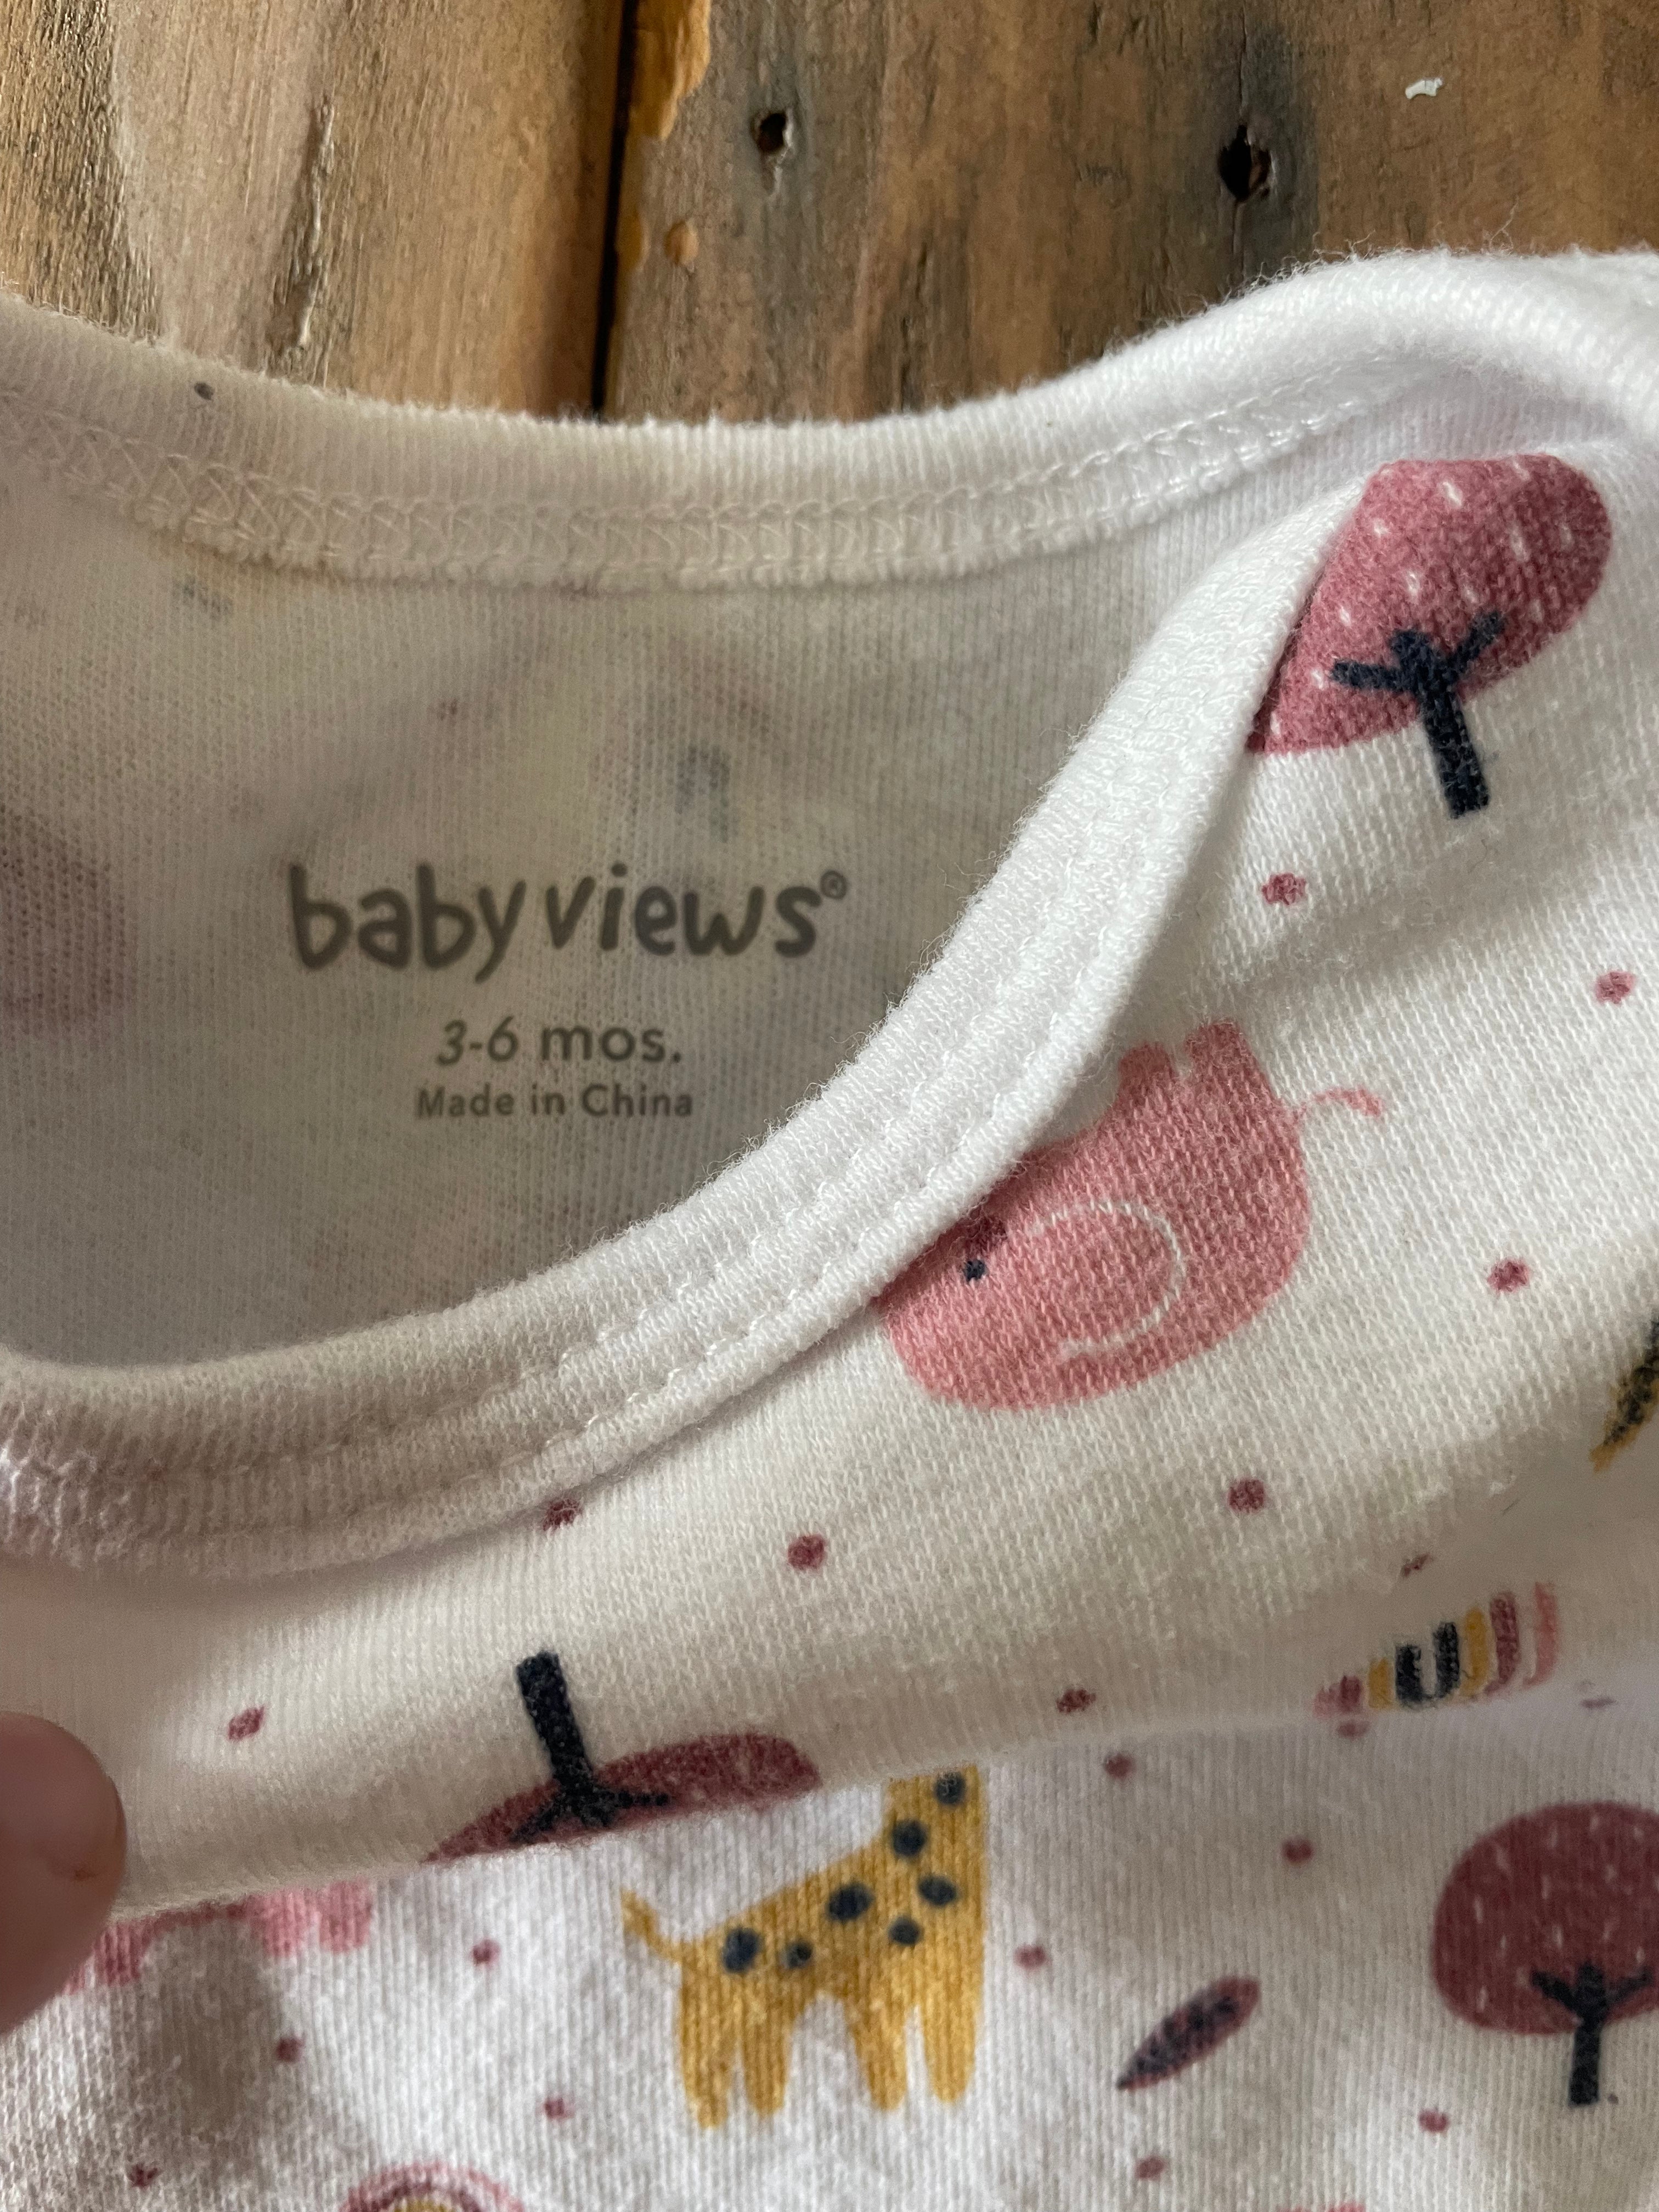 baby views®
3-6 mos.
Made in China